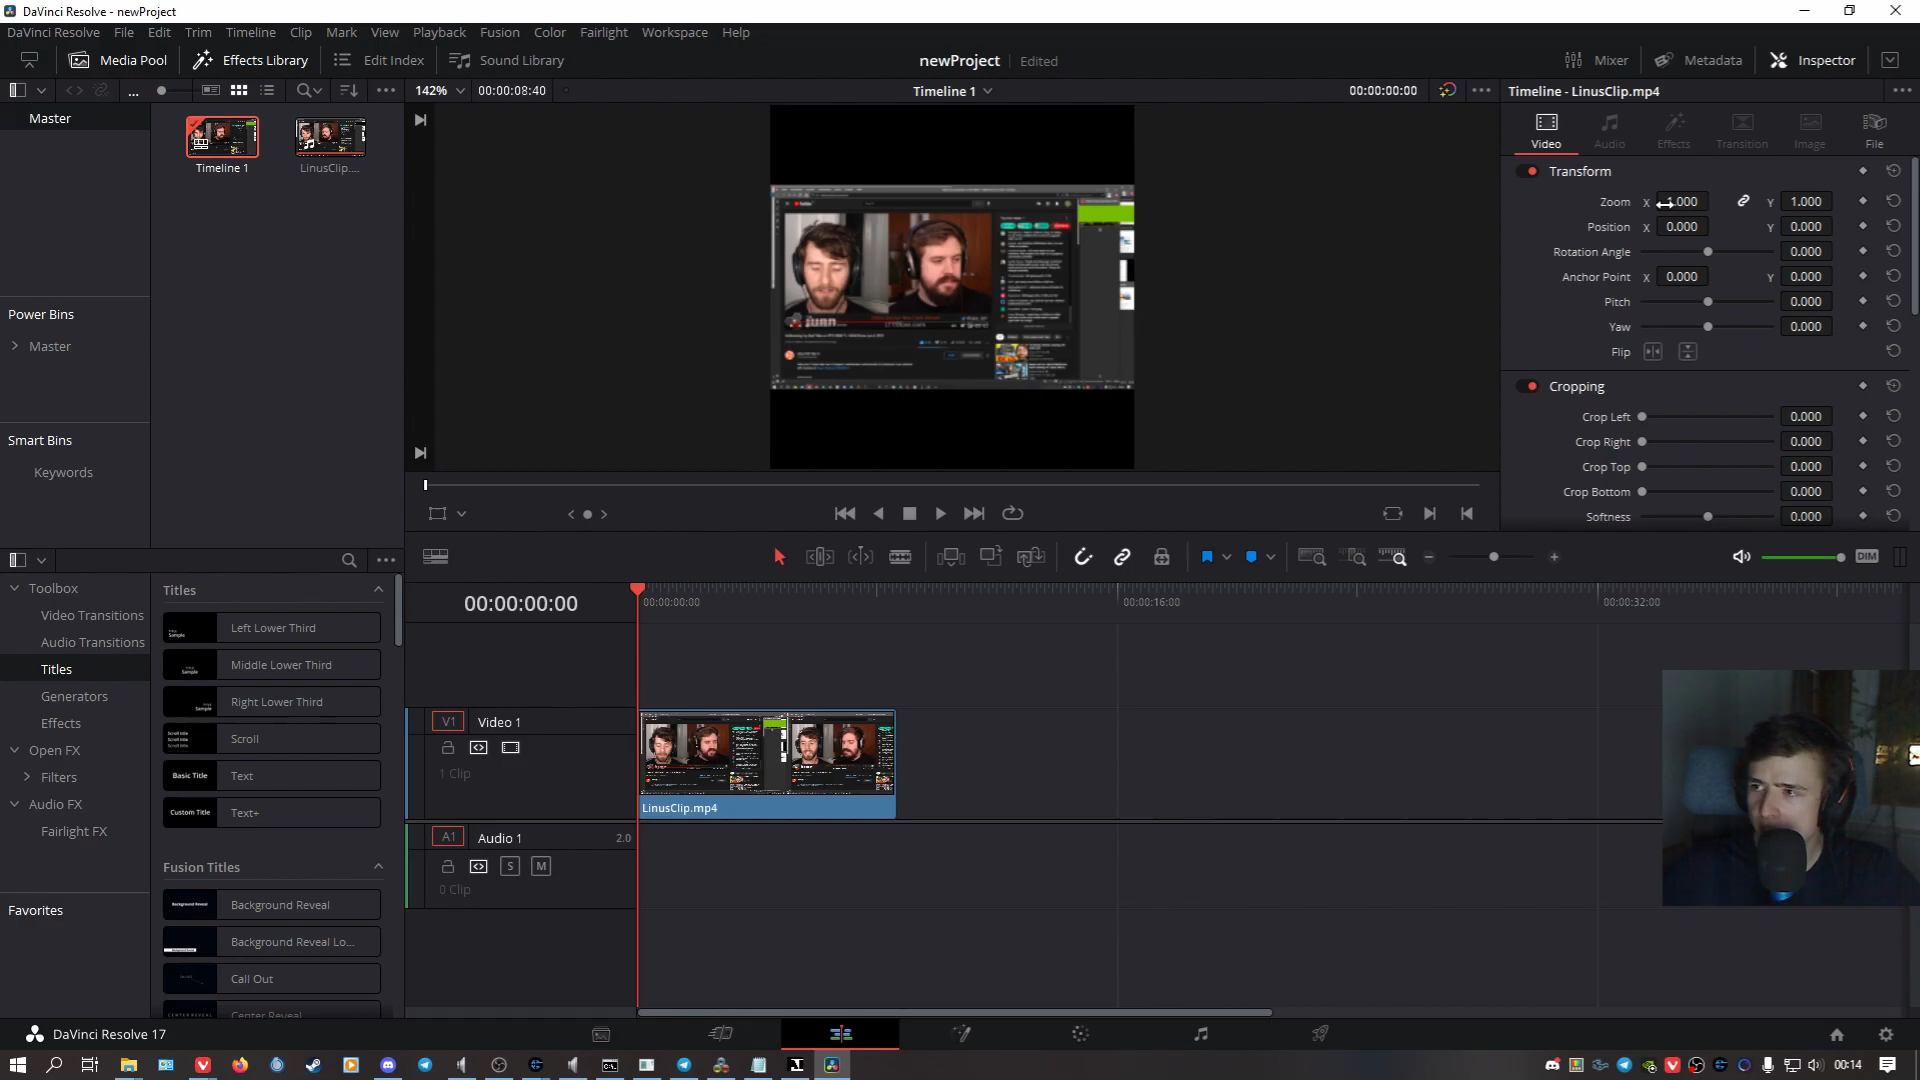 DaVinci Resolve - newProject
DaVinci Resolve File Edit Trim Timeline Clip Mark View Playback Fusion Color Fairlight Workspace Help
Media Pool Effects Library Edit Index Sound Library newProject Edited Mixer Metadata Inspector
... 142% 00:00:08:40 Timeline 1 00:00:00:00 Timeline - LinusClip.mp4
Master
Timeline 1
LinusClip....
Power Bins
Master
Smart Bins
Keywords
Video Audio Effects Transition Image File
Transform
Zoom X 1.000 Y 1.000
Position X 0.000 Y 0.000
Rotation Angle 0.000
Anchor Point X 0.000 Y 0.000
Pitch 0.000
Yaw 0.000
Flip
Cropping
Crop Left 0.000
Crop Right 0.000
Crop Top 0.000
Crop Bottom 0.000
Softness 0.000
DIM
Toolbox
Video Transitions
Audio Transitions
Titles
Generators
Effects
Open FX
Filters
Audio FX
Fairlight FX
Favorites
Titles
Left Lower Third
Middle Lower Third
Right Lower Third
Scroll
Basic Title Text
Custom Title Text+
Fusion Titles
Background Reveal
Background Reveal Lo...
Call Out
Center Reveal
00:00:00:00
00:00:00:00 00:00:16:00 00:00:32:00
V1 Video 1
1 Clip
LinusClip.mp4
A1 Audio 1 2.0
S M
0 Clip
DaVinci Resolve 17
00:14